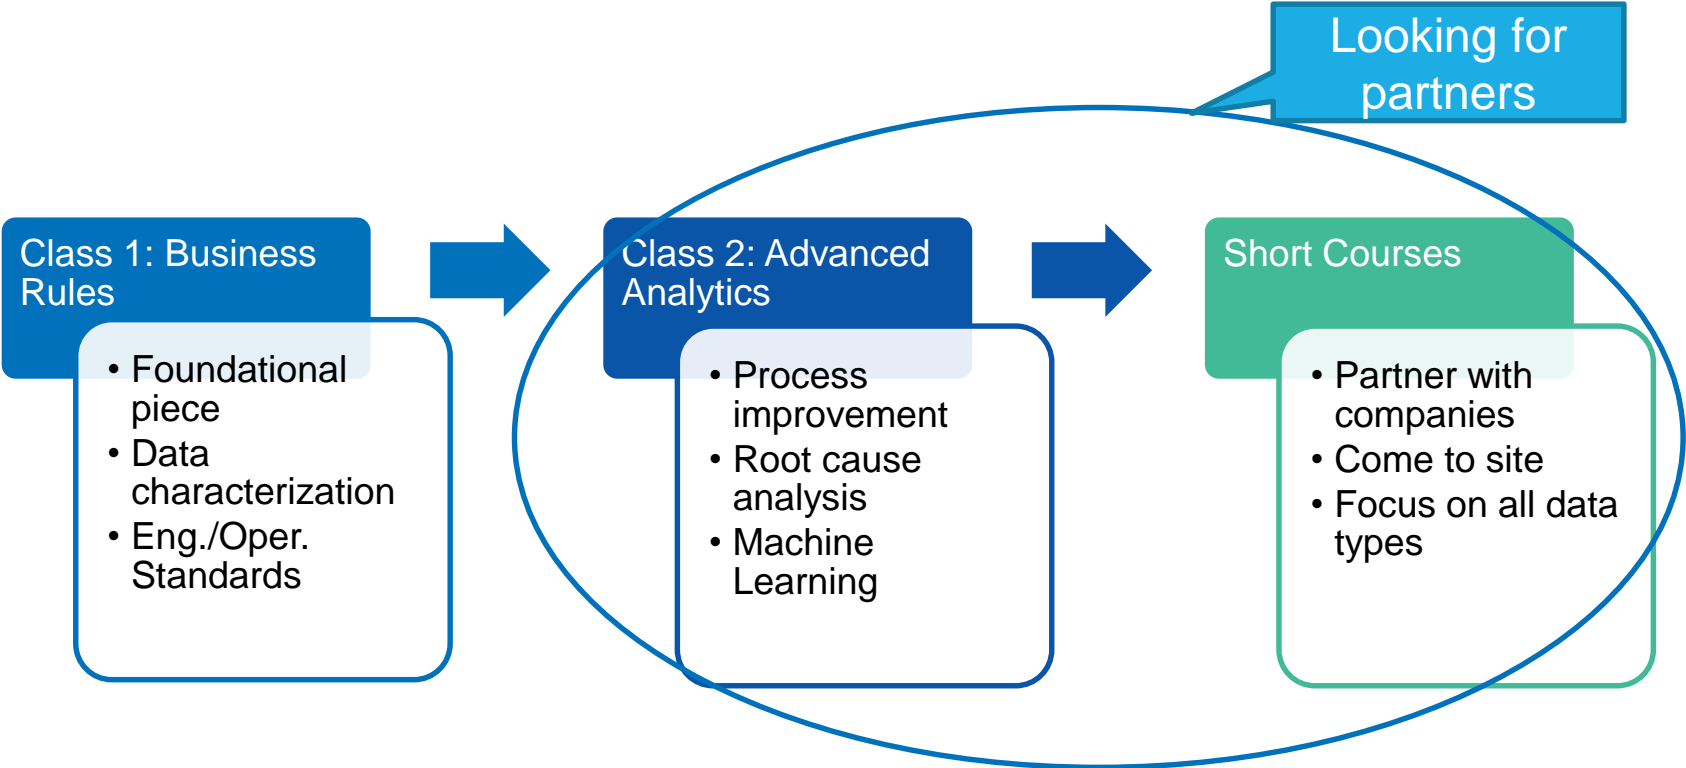 Looking for
partners
Class 1: Business
Rules
• Foundational
piece
• Data
characterization
• Eng./Oper.
Standards
Class 2: Advanced
Analytics
• Process
improvement
• Root cause
analysis
• Machine
Learning
Short Courses
• Partner with
companies
• Come to site
• Focus on all data
types